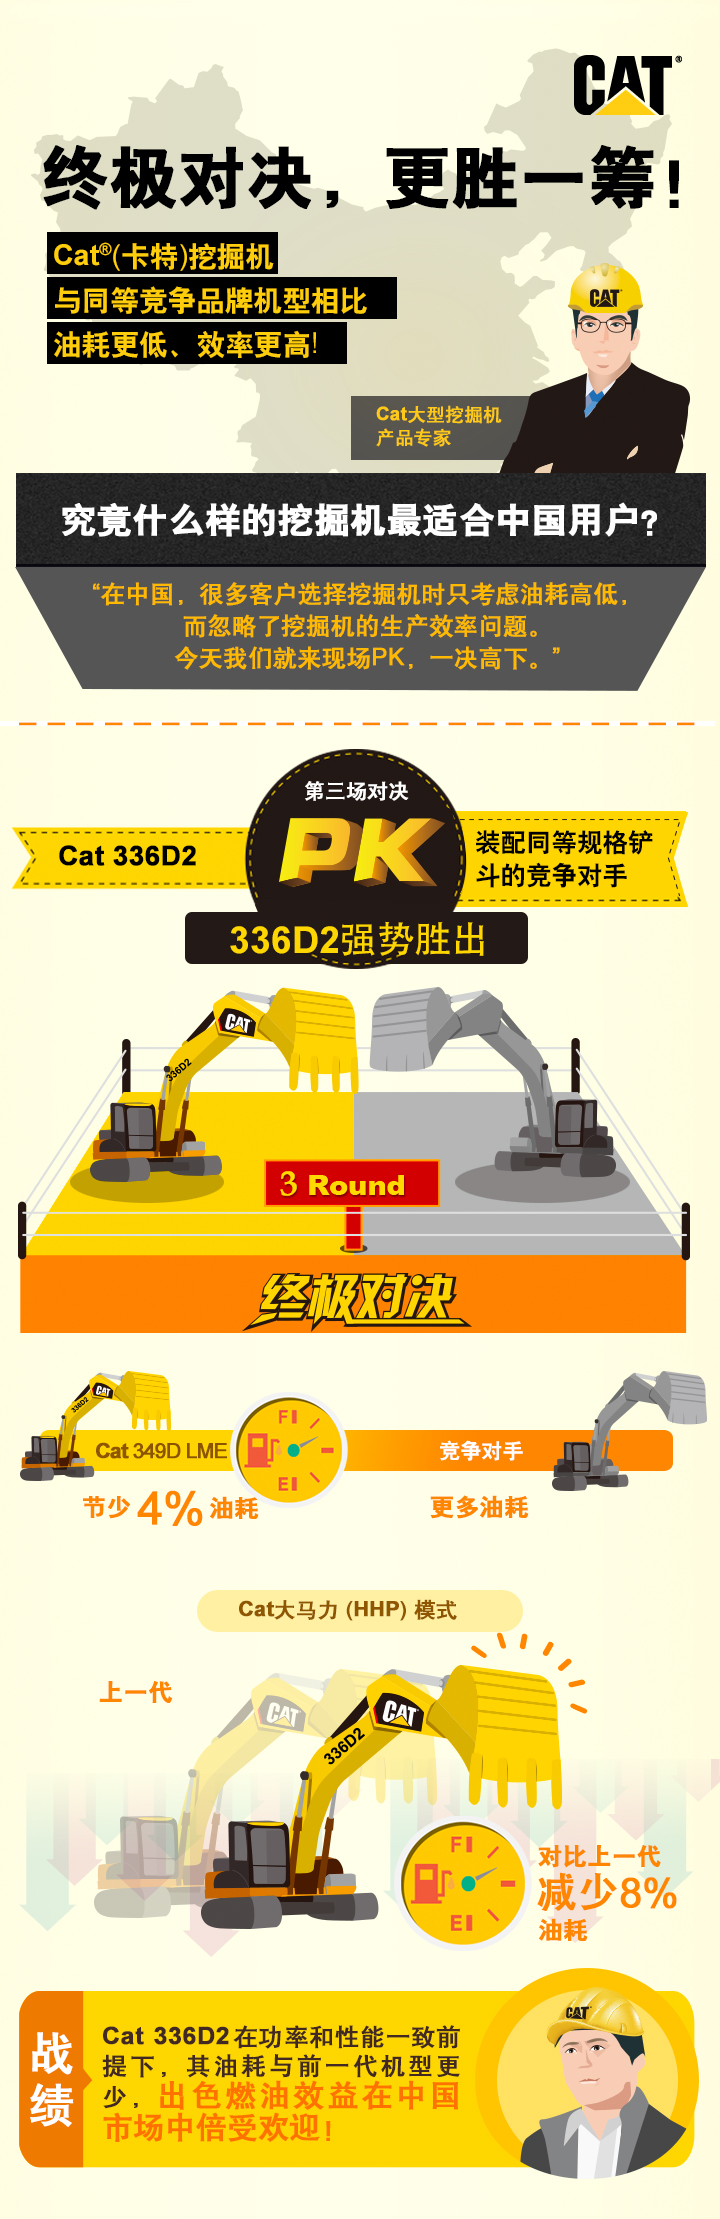 CAT®
终极对决，更胜一筹！
Cat®(卡特)挖掘机
与同等竞争品牌机型相比
油耗更低、效率更高!
CAT
Cat大型挖掘机
产品专家
究竟什么样的挖掘机最适合中国用户?
“在中国，很多客户选择挖掘机时只考虑油耗高低，
而忽略了挖掘机的生产效率问题。
今天我们就来现场PK，一决高下。”
第三场对决
Cat 336D2
PK
装配同等规格铲
斗的竞争对手
336D2强势胜出
CAT
336D2
3 Round
终极对决
CAT
336D2
Cat 349D LME
F
E
竞争对手
节少4%油耗
更多油耗
Cat大马力 (HHP) 模式
上一代
CAT
CAT
336D2
F
E
对比上一代
减少8%
油耗
战绩
Cat 336D2在功率和性能一致前
提下，其油耗与前一代机型更
少，出色燃油效益在中国
市场中倍受欢迎！
CAT